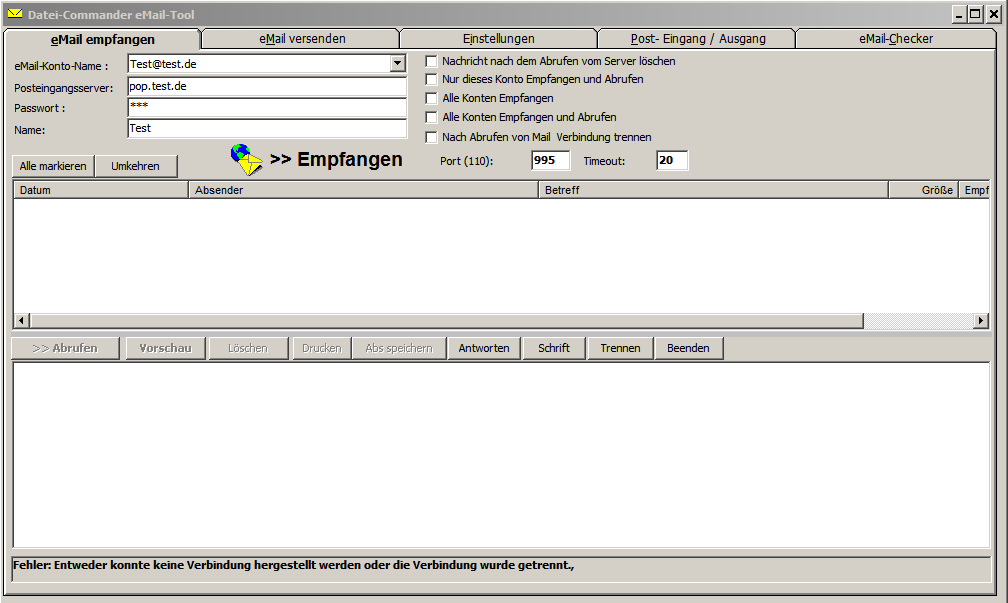 Datei-Commander eMail-Tool
eMail empfangen eMail versenden Einstellungen Post- Eingang / Ausgang eMail-Checker
eMail-Konto-Name : Test@test.de
Posteingangsserver: pop.test.de
Passwort : ***
Name: Test
Nachricht nach dem Abrufen vom Server löschen
Nur dieses Konto Empfangen und Abrufen
Alle Konten Empfangen
Alle Konten Empfangen und Abrufen
Nach Abrufen von Mail Verbindung trennen
Alle markieren Umkehren >> Empfangen Port (110): 995 Timeout: 20
Datum Absender Betreff Größe Empf
>> Abrufen Vorschau Löschen Drucken Abs speichern Antworten Schrift Trennen Beenden
Fehler: Entweder konnte keine Verbindung hergestellt werden oder die Verbindung wurde getrennt.,